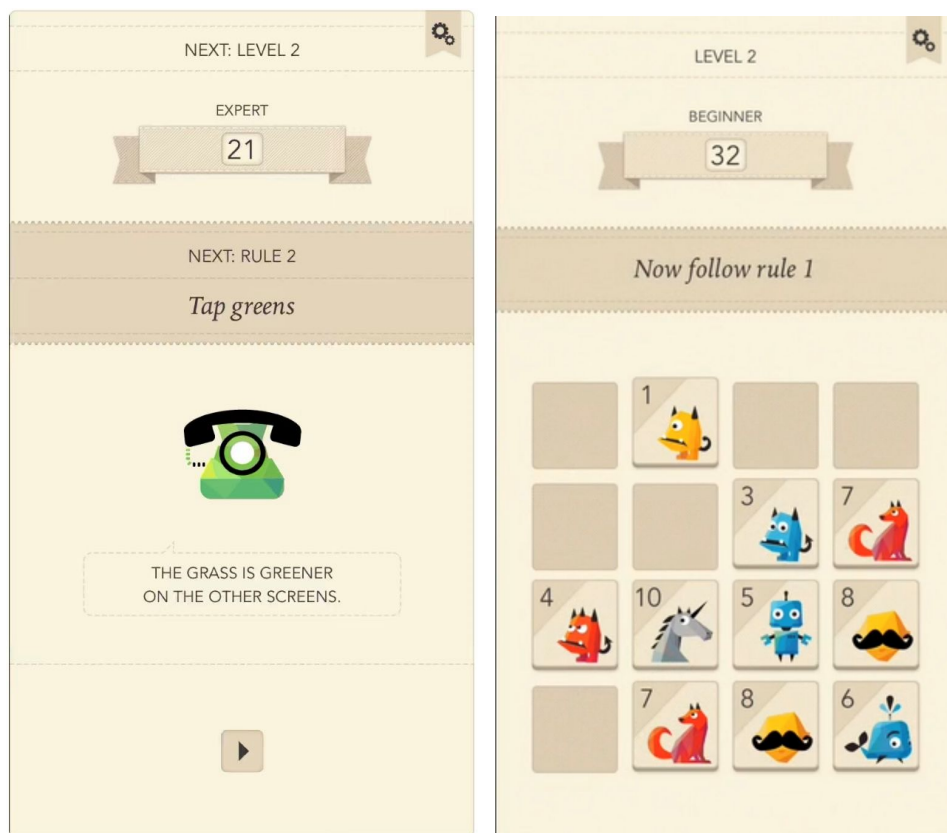 NEXT: LEVEL 2
EXPERT
21
NEXT: RULE 2
Tap greens
THE GRASS IS GREENER
ON THE OTHER SCREENS.
LEVEL 2
BEGINNER
32
Now follow rule 1
1
3 7
4 10 5 8
7 8 6